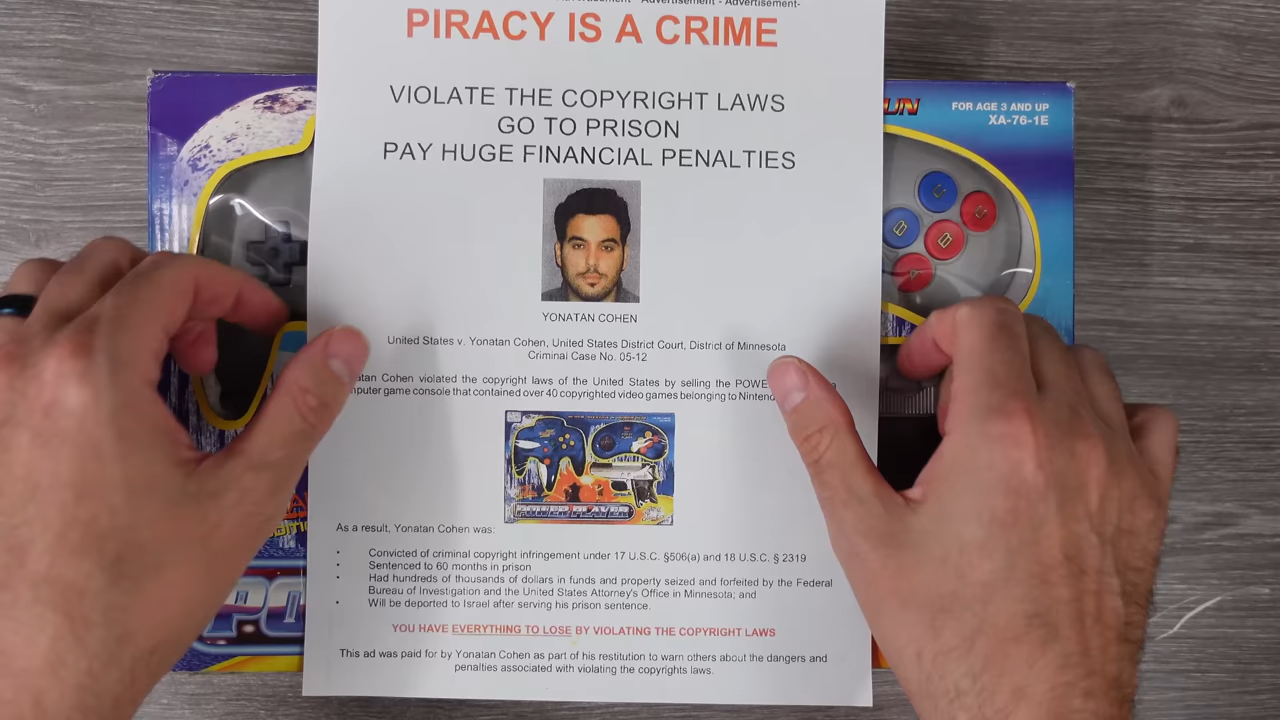 Advertisement - Advertisement-
PIRACY IS A CRIME
VIOLATE THE COPYRIGHT LAWS
GO TO PRISON
PAY HUGE FINANCIAL PENALTIES
FOR AGE 3 AND UP
XA-76-1E
YONATAN COHEN
United States v. Yonatan Cohen, United States District Court, District of Minnesota
Criminal Case No. 05-12
Cohen violated the copyright laws of the United States by selling the
game console that contained over 40 copyrighted video games belonging to
POWER PLAYER
As a result, Yonatan Cohen was:
• Convicted of criminal copyright infringement under 17 U.S.C. §506(a) and 18 U.S.C. § 2319
• Sentenced to 60 months in prison
• Had hundreds of thousands of dollars in funds and property seized and forfeited by the Federal
Bureau of Investigation and the United States Attorney's Office in Minnesota; and
• Will be deported to Israel after serving his prison sentence.
YOU HAVE EVERYTHING TO LOSE BY VIOLATING THE COPYRIGHT LAWS
This ad was paid for by Yonatan Cohen as part of his restitution to warn others about the dangers and
penalties associated with violating the copyrights laws.